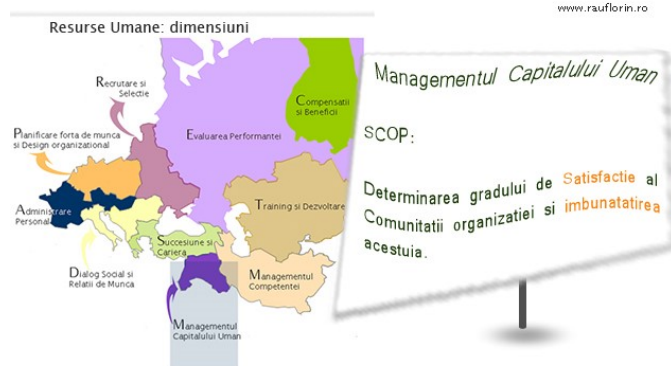 www.rauflorin.ro
Resurse Umane: dimensiuni
Recrutare si
Selectie
Compensatii
si Beneficii
Planificare forta de munca
si Design organizational
Evaluarea Performantei
Administrare
Personal
Training si Dezvoltare
Succesiune si
Cariera
Dialog Social si
Relatii de Munca
Managementul
Competentei
Managementul
Capitalului Uman
Managementul Capitalului Uman
SCOP:
Determinarea gradului de Satisfactie al
Comunitatii organizatiei si imbunatatirea
acestuia.